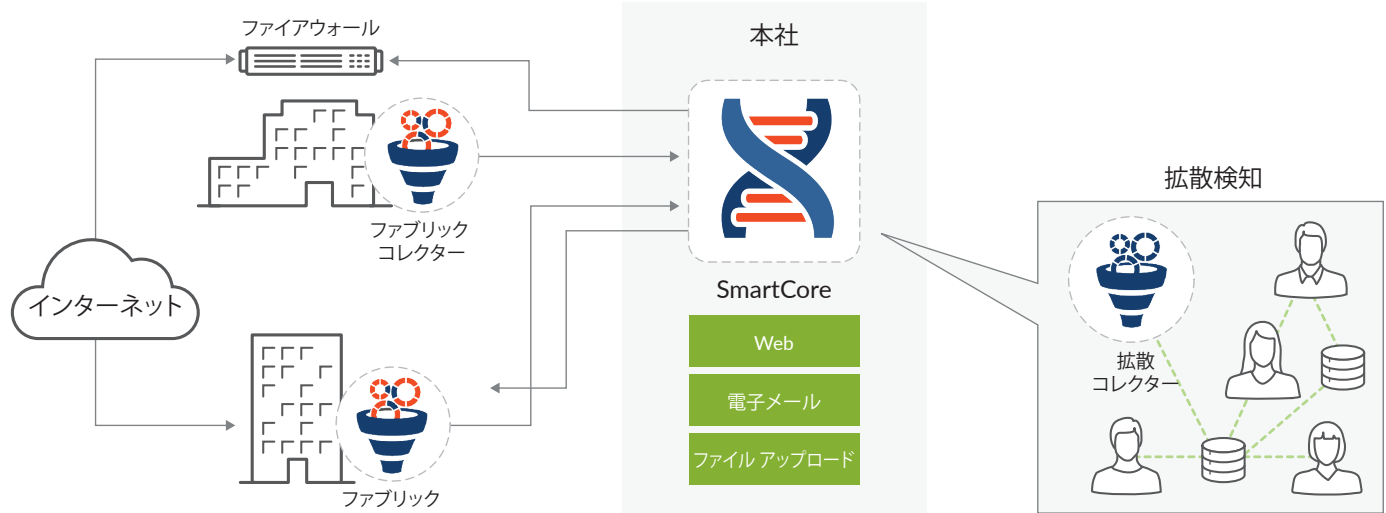 ファイアウォール
本社
ファブリック
コレクター
インターネット
SmartCore
Web
電子メール
ファイル アップロード
ファブリック
拡散検知
拡散
コレクター